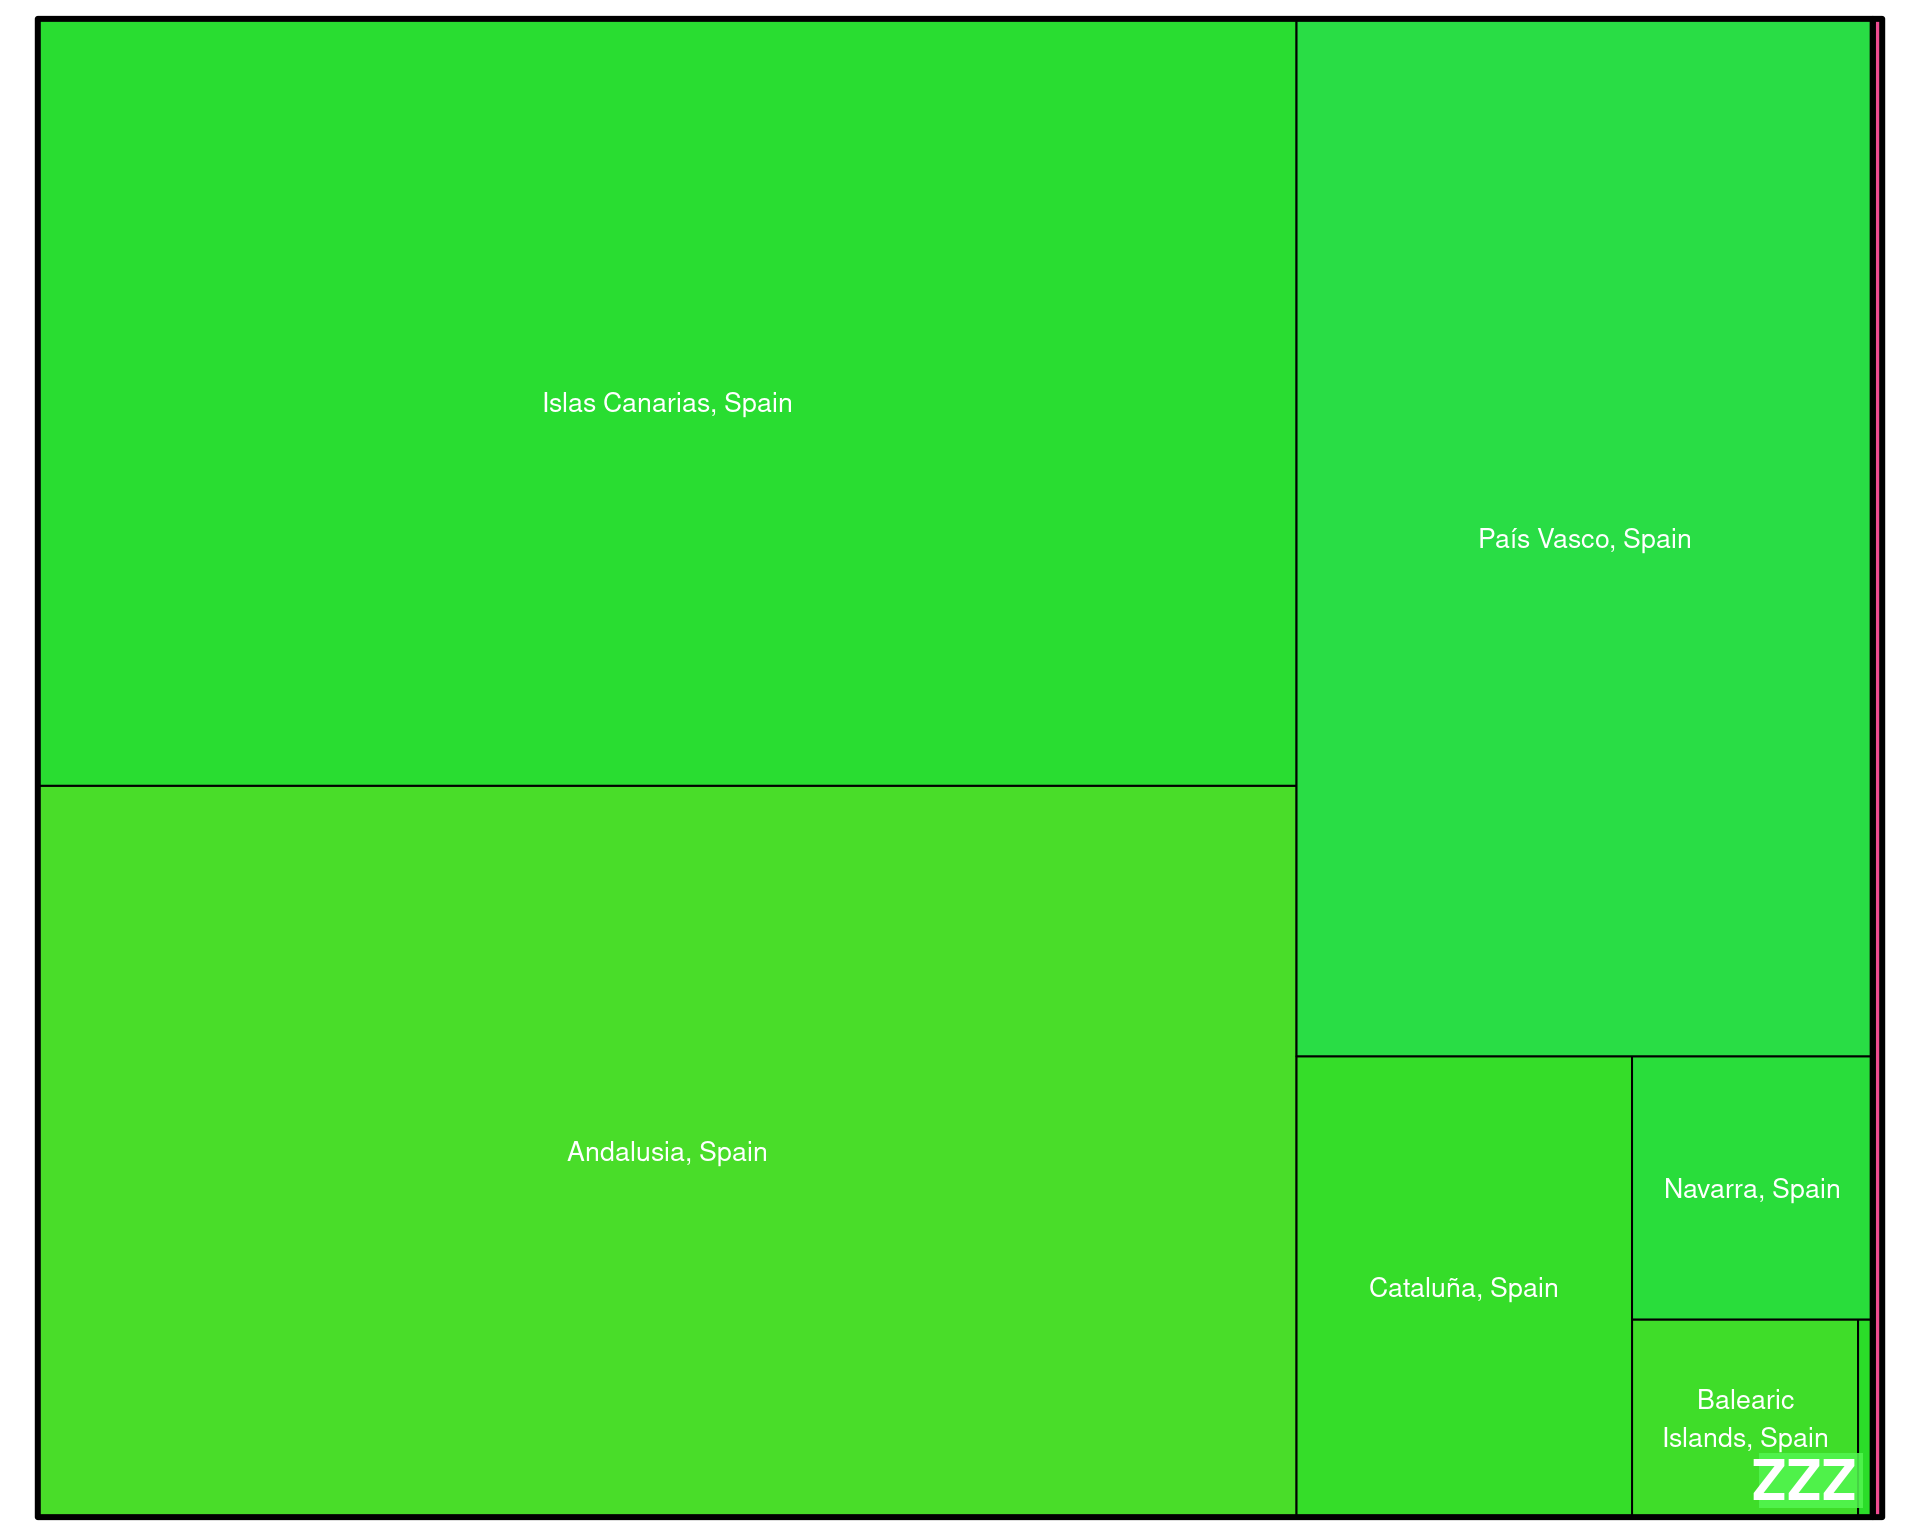 Islas Canarias, Spain
Andalusia, Spain
País Vasco, Spain
Cataluña, Spain
Navarra, Spain
Balearic
Islands, Spain
ZZZ